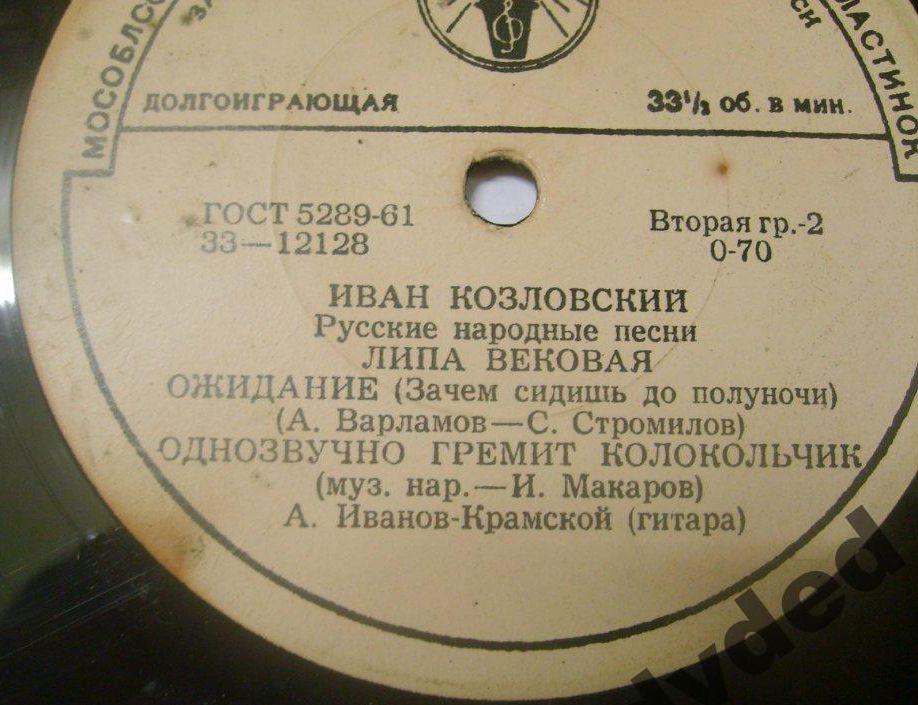 ДОЛГОИГРАЮЩАЯ 33⅓ об. в мин.
ГОСТ 5289-61
33—12128
Вторая гр.-2
0-70
ИВАН КОЗЛОВСКИЙ
Русские народные песни
ЛИПА ВЕКОВАЯ
ОЖИДАНИЕ (Зачем сидишь до полуночи)
(А. Варламов—С. Стромилов)
ОДНОЗВУЧНО ГРЕМИТ КОЛОКОЛЬЧИК
(муз. нар.—И. Макаров)
А. Иванов-Крамской (гитара)